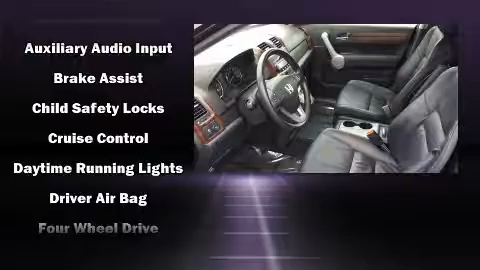 Auxiliary Audio Input
Brake Assist
Child Safety Locks
Cruise Control
Daytime Running Lights
Driver Air Bag
Four Wheel Drive